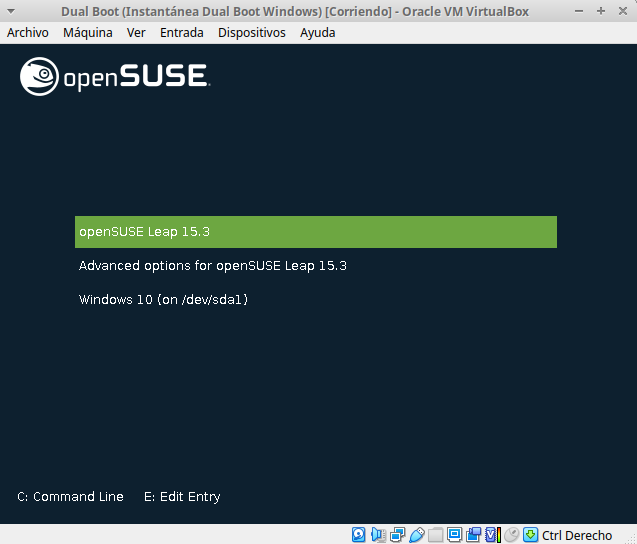 Dual Boot (Instantánea Dual Boot Windows) [Corriendo] - Oracle VM VirtualBox
Archivo Máquina Ver Entrada Dispositivos Ayuda
openSUSE
openSUSE Leap 15.3
Advanced options for openSUSE Leap 15.3
Windows 10 (on /dev/sda1)
C: Command Line E: Edit Entry
Ctrl Derecho